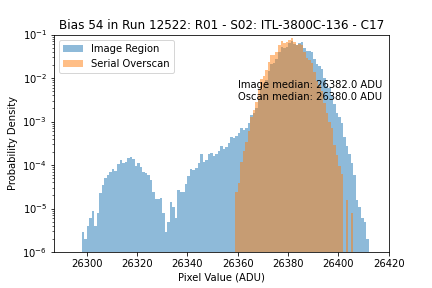 Bias 54 in Run 12522: R01 - S02: ITL-3800C-136 - C17
Image Region
Serial Overscan
Image median: 26382.0 ADU
Oscan median: 26380.0 ADU
Probability Density
10⁻¹
10⁻²
10⁻³
10⁻⁴
10⁻⁵
10⁻⁶
26300 26320 26340 26360 26380 26400 26420
Pixel Value (ADU)